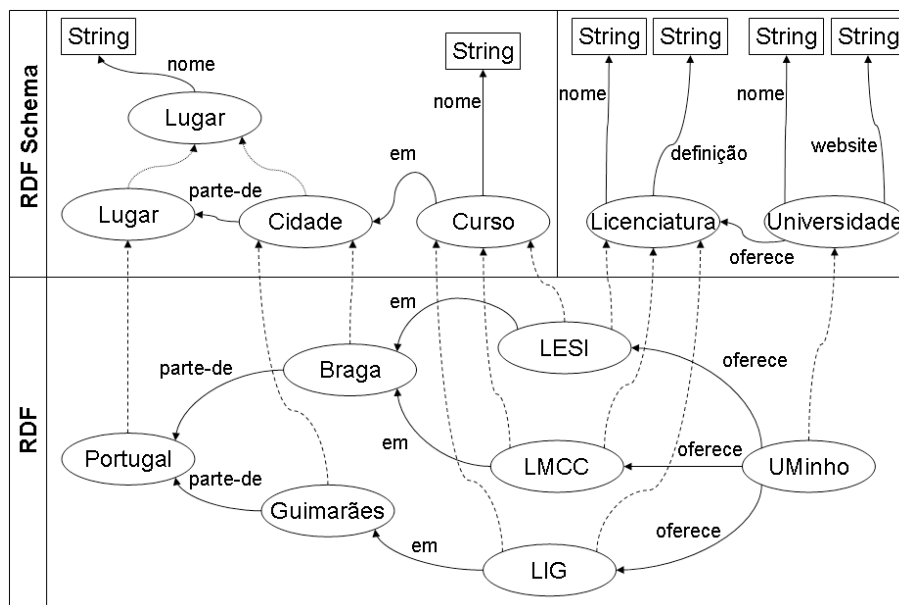 RDF Schema
String
String
String
String
String
String
nome
nome
nome
nome
Lugar
definição
website
em
parte-de
Lugar
Cidade
Curso
Licenciatura
Universidade
oferece
RDF
em
LESI
parte-de
Braga
oferece
em
oferece
Portugal
LMCC
UMinho
parte-de
Guimarães
oferece
em
LIG